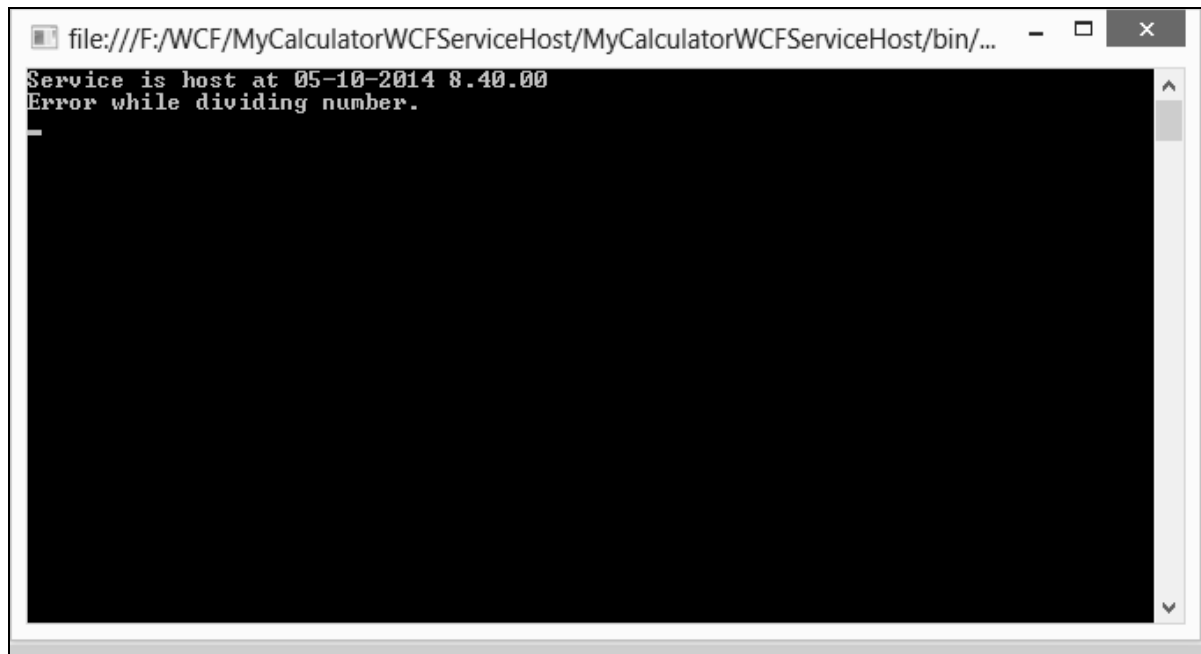 file:///F:/WCF/MyCalculatorWCFServiceHost/MyCalculatorWCFServiceHost/bin/...
Service is host at 05-10-2014 8.40.00
Error while dividing number.